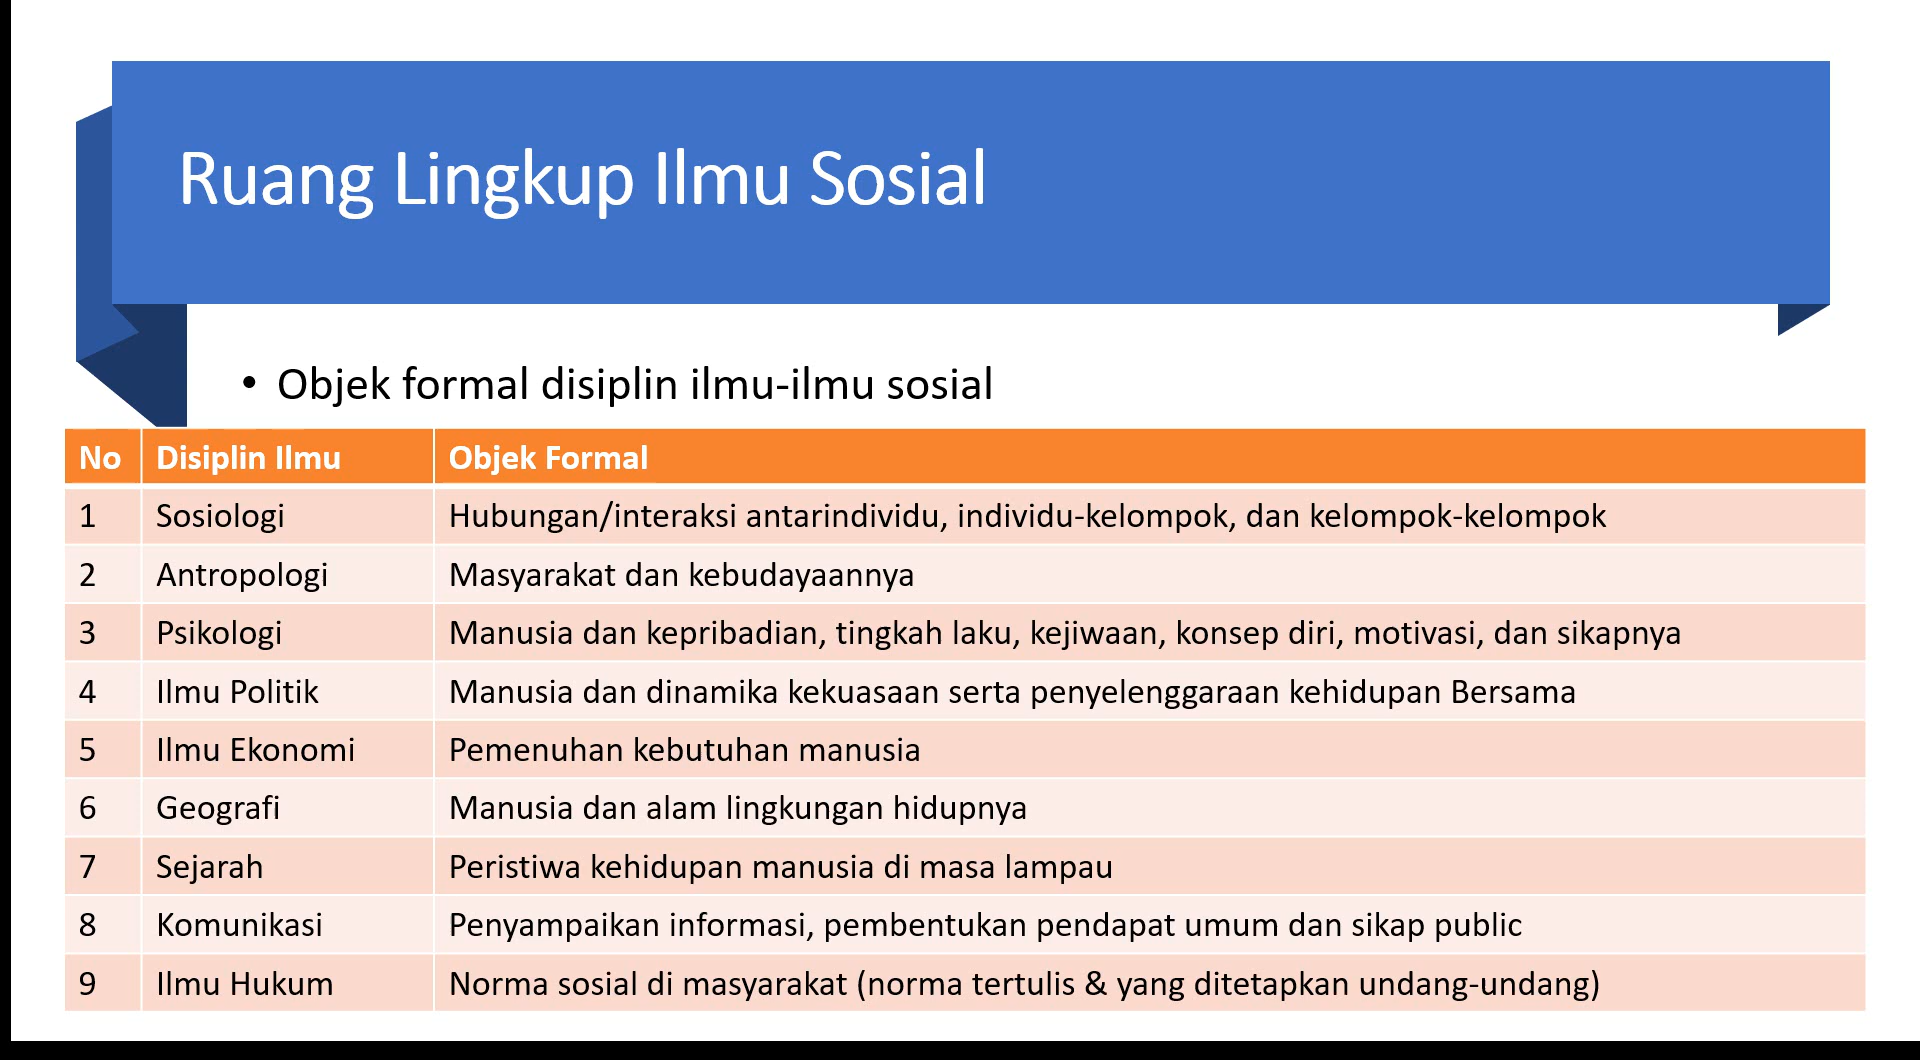 Ruang Lingkup Ilmu Sosial
• Objek formal disiplin ilmu-ilmu sosial
No Disiplin Ilmu Objek Formal
1 Sosiologi Hubungan/interaksi antarindividu, individu-kelompok, dan kelompok-kelompok
2 Antropologi Masyarakat dan kebudayaannya
3 Psikologi Manusia dan kepribadian, tingkah laku, kejiwaan, konsep diri, motivasi, dan sikapnya
4 Ilmu Politik Manusia dan dinamika kekuasaan serta penyelenggaraan kehidupan Bersama
5 Ilmu Ekonomi Pemenuhan kebutuhan manusia
6 Geografi Manusia dan alam lingkungan hidupnya
7 Sejarah Peristiwa kehidupan manusia di masa lampau
8 Komunikasi Penyampaikan informasi, pembentukan pendapat umum dan sikap public
9 Ilmu Hukum Norma sosial di masyarakat (norma tertulis & yang ditetapkan undang-undang)